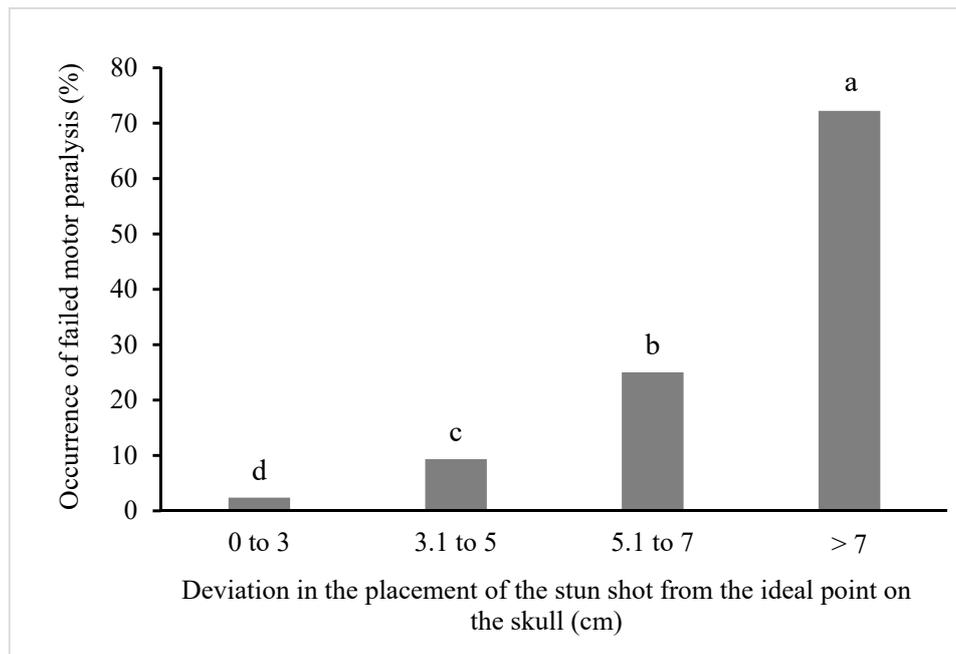 Occurrence of failed motor paralysis (%)
80
70
60
50
40
30
20
10
0
a
b
c
d
0 to 3 3.1 to 5 5.1 to 7 > 7
Deviation in the placement of the stun shot from the ideal point on
the skull (cm)